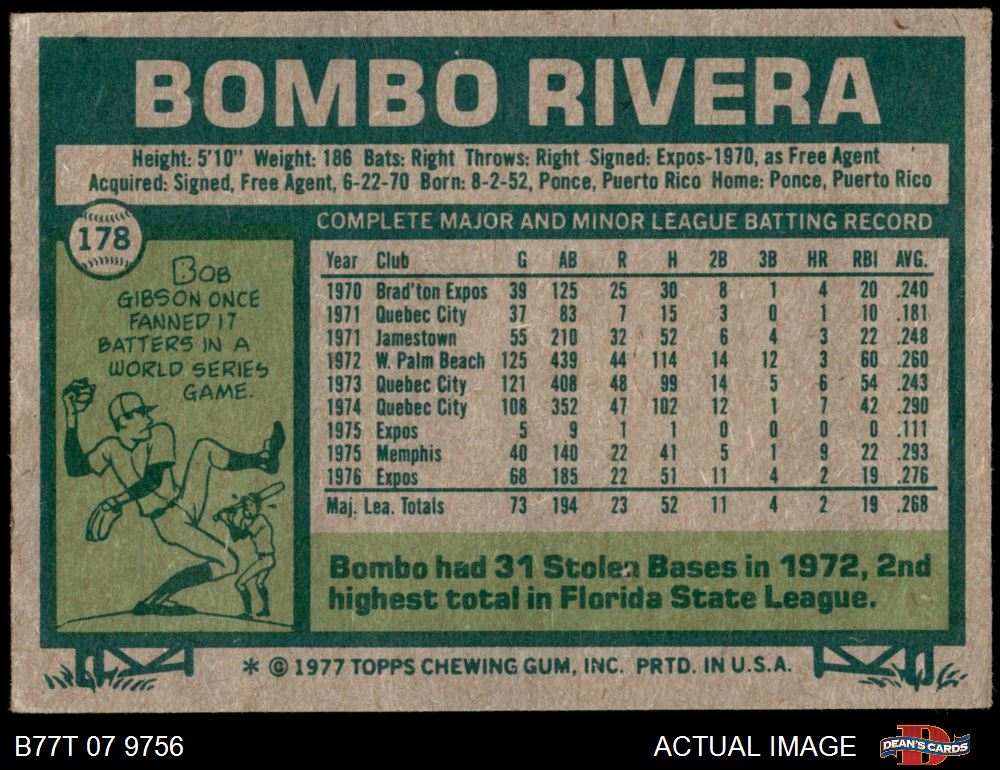 BOMBO RIVERA
Height: 5'10" Weight: 186 Bats: Right Throws: Right Signed: Expos-1970, as Free Agent
Acquired: Signed, Free Agent, 6-22-70 Born: 8-2-52, Ponce, Puerto Rico Home: Ponce, Puerto Rico
178
BOB
GIBSON ONCE
FANNED 17
BATTERS IN A
WORLD SERIES
GAME.
COMPLETE MAJOR AND MINOR LEAGUE BATTING RECORD
Year Club G AB R H 2B 3B HR RBI AVG.
1970 Brad'ton Expos 39 125 25 30 8 1 4 20 .240
1971 Quebec City 37 83 7 15 3 0 1 10 .181
1971 Jamestown 55 210 32 52 6 4 3 22 .248
1972 W. Palm Beach 125 439 44 114 14 12 3 60 .260
1973 Quebec City 121 408 48 99 14 5 6 54 .243
1974 Quebec City 108 352 47 102 12 1 7 42 .290
1975 Expos 5 9 1 1 0 0 0 0 .111
1975 Memphis 40 140 22 41 5 1 9 22 .293
1976 Expos 68 185 22 51 11 4 2 19 .276
Maj. Lea. Totals 73 194 23 52 11 4 2 19 .268
Bombo had 31 Stolen Bases in 1972, 2nd
highest total in Florida State League.
* © 1977 TOPPS CHEWING GUM, INC. PRTD. IN U.S.A.
B77T 07 9756
ACTUAL IMAGE
DEAN'S CARDS